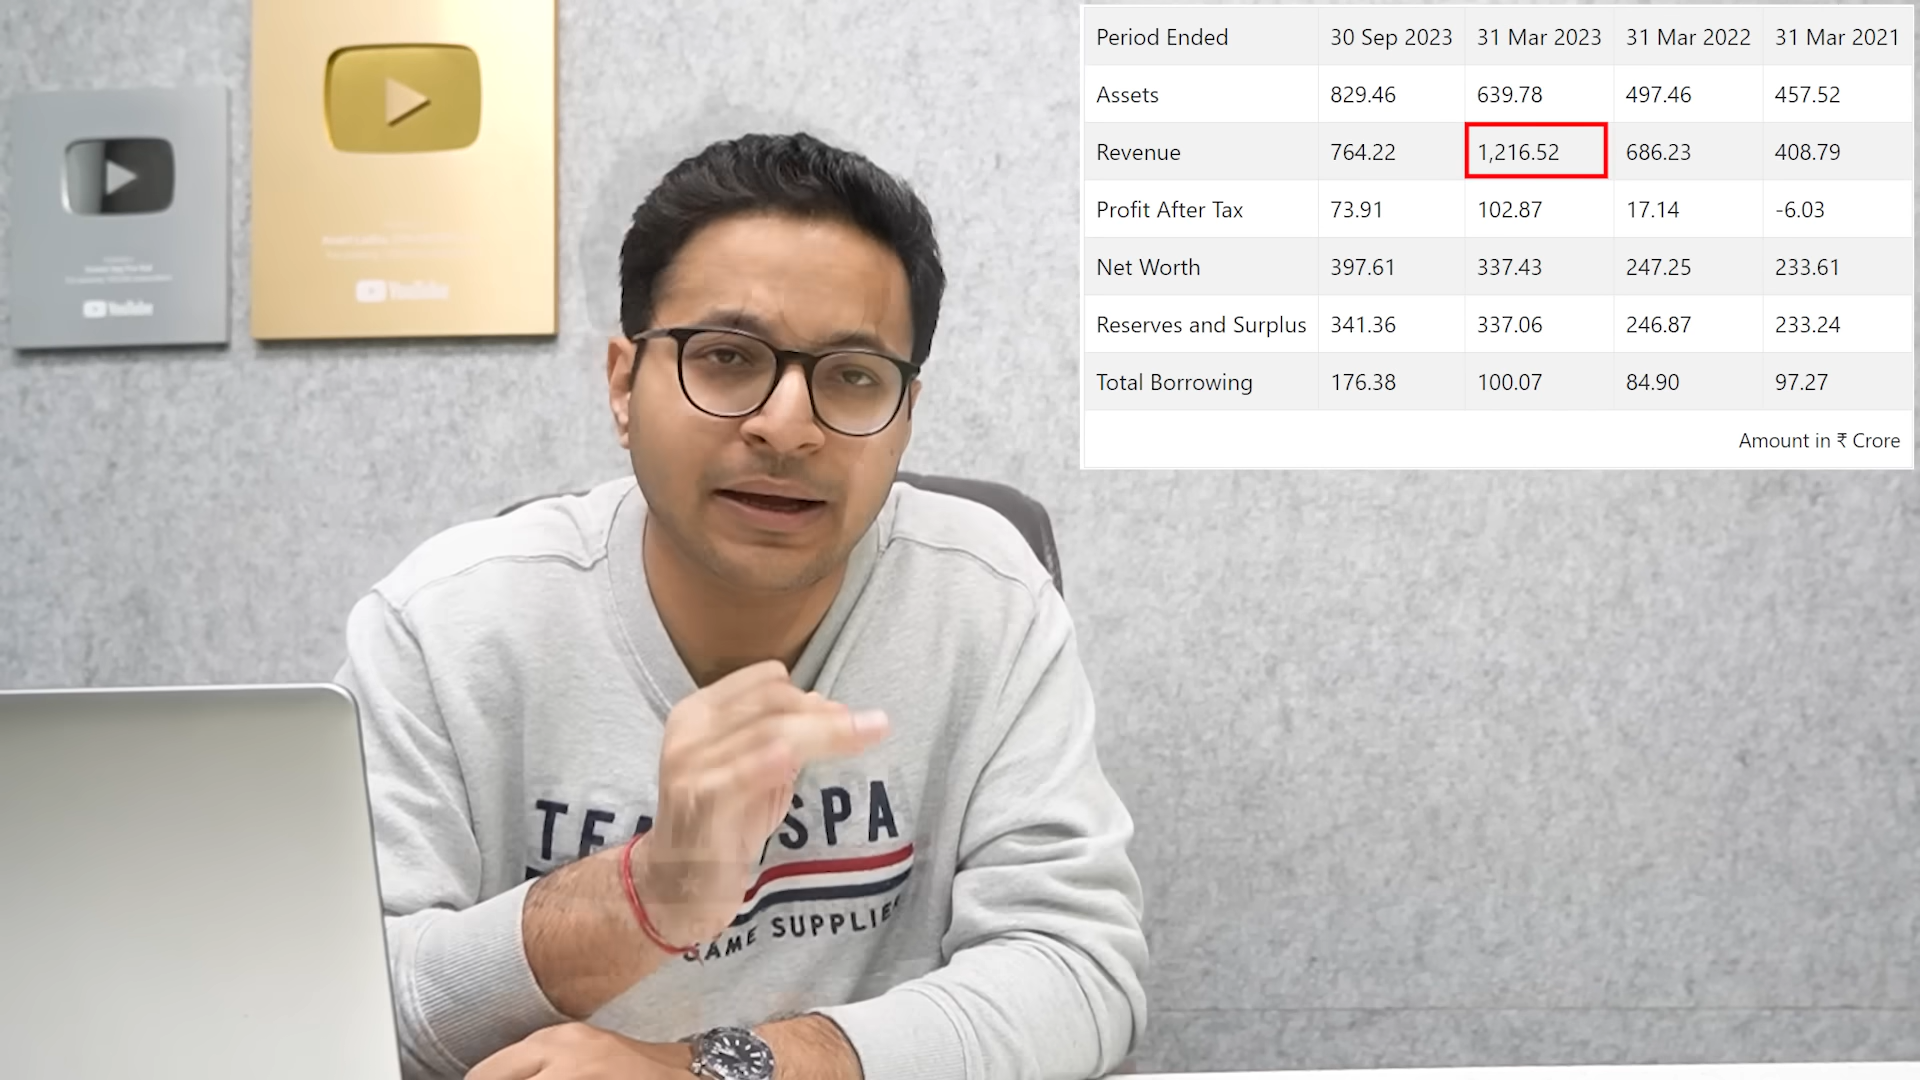 Period Ended 30 Sep 2023 31 Mar 2023 31 Mar 2022 31 Mar 2021
Assets 829.46 639.78 497.46 457.52
Revenue 764.22 1,216.52 686.23 408.79
Profit After Tax 73.91 102.87 17.14 -6.03
Net Worth 397.61 337.43 247.25 233.61
Reserves and Surplus 341.36 337.06 246.87 233.24
Total Borrowing 176.38 100.07 84.90 97.27
Amount in ₹ Crore
YouTube
YouTube
SPA
GAME SUPPLIE